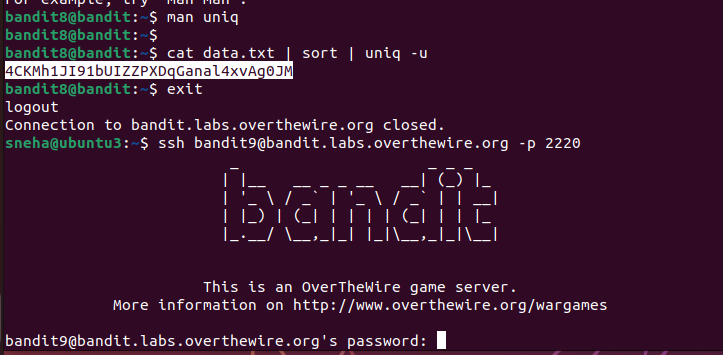 For example, try 'man man'.
bandit8@bandit:~$ man uniq
bandit8@bandit:~$
bandit8@bandit:~$ cat data.txt | sort | uniq -u
4CKMh1JI91bUIZZPXDqGanal4xvAg0JM
bandit8@bandit:~$ exit
logout
Connection to bandit.labs.overthewire.org closed.
sneha@ubuntu3:~$ ssh bandit9@bandit.labs.overthewire.org -p 2220
bandit
This is an OverTheWire game server.
More information on http://www.overthewire.org/wargames
bandit9@bandit.labs.overthewire.org's password: